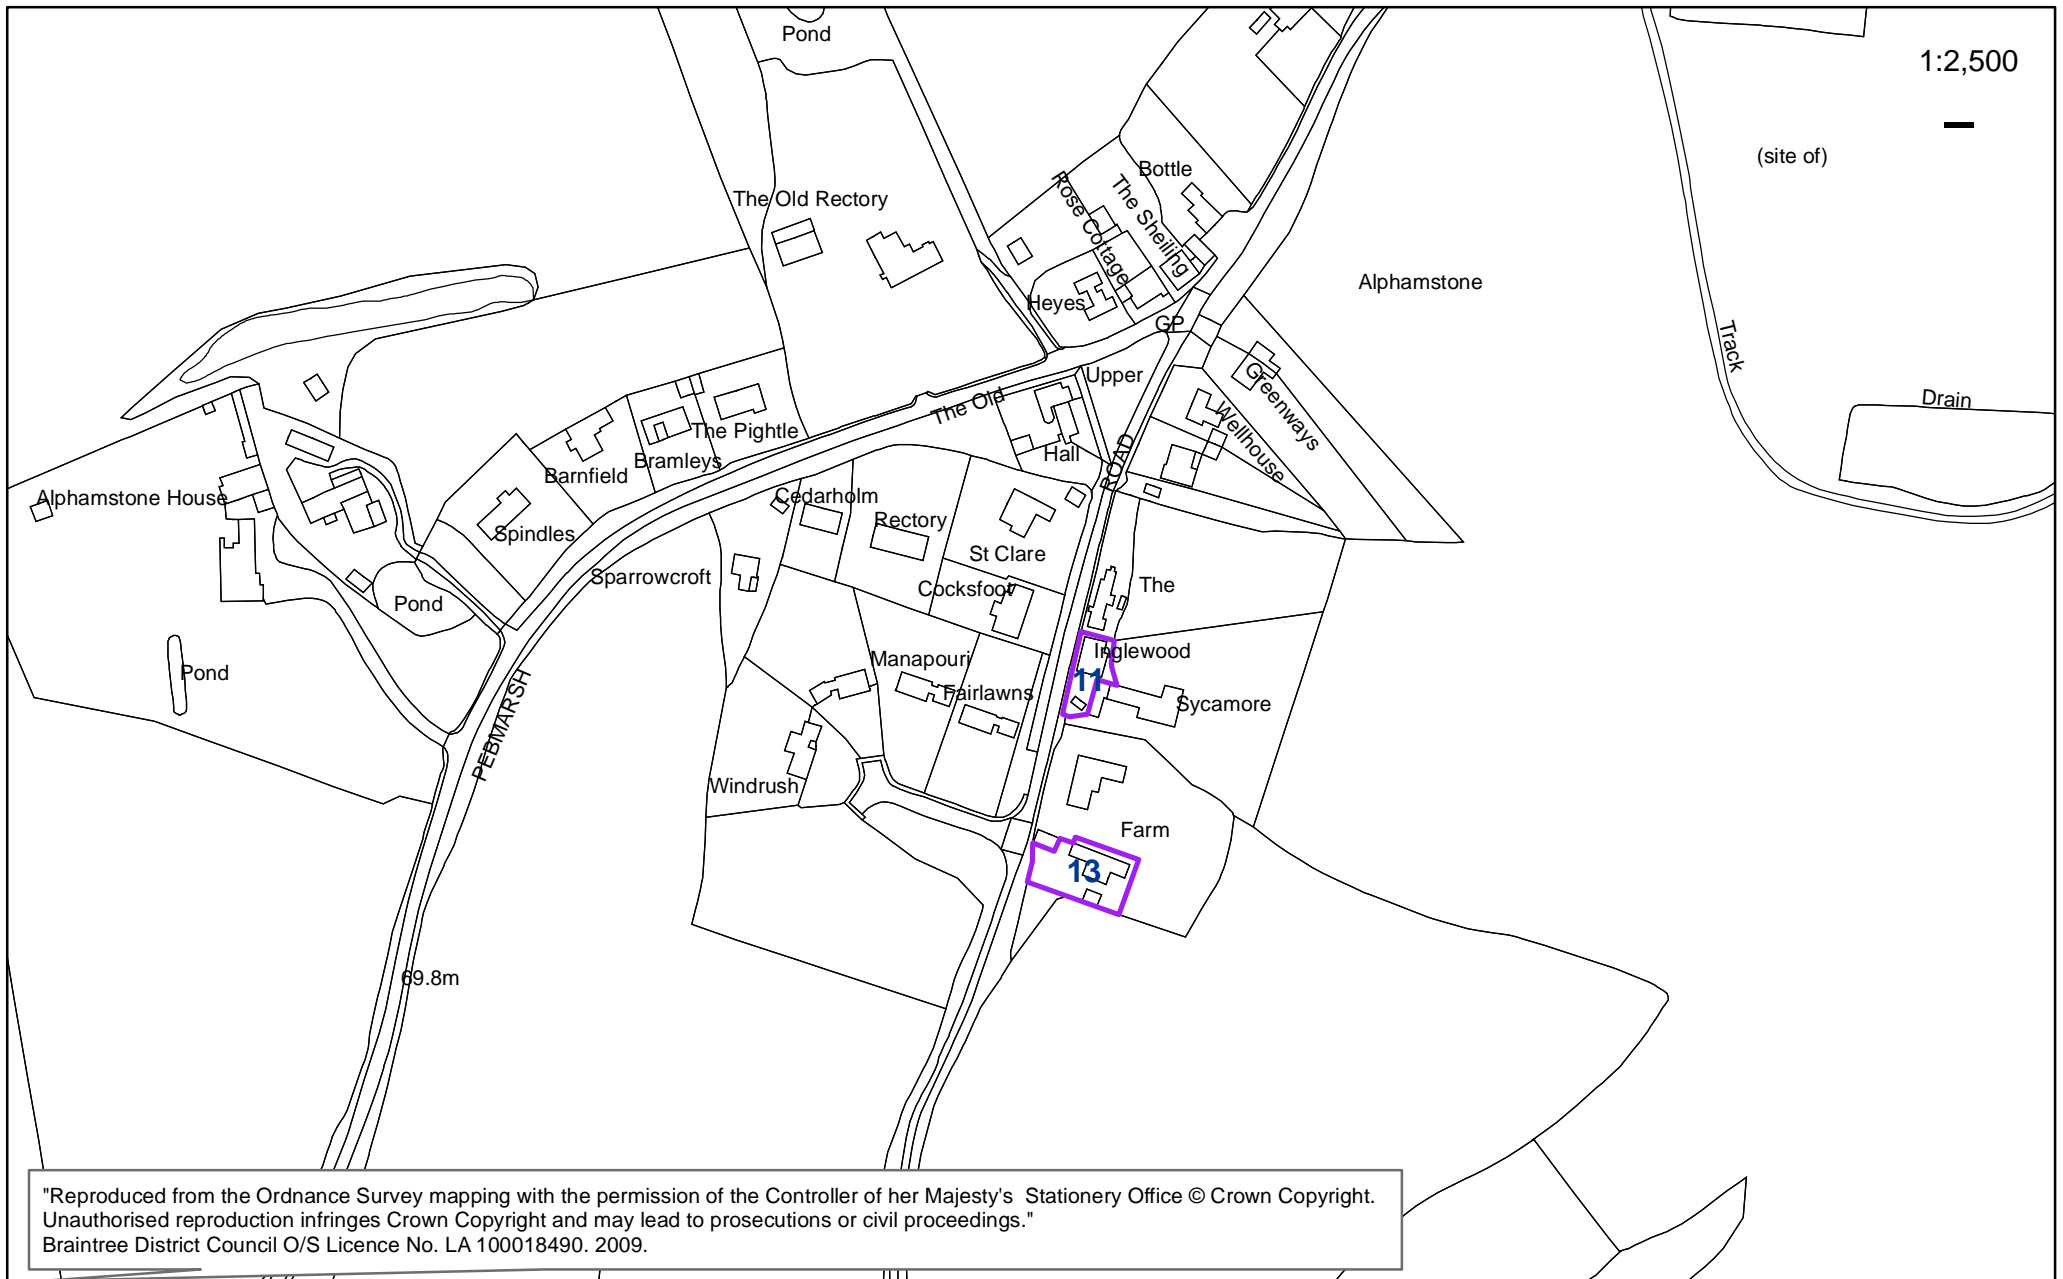 Pond
1:2,500
(site of)
Bottle
The Old Rectory
Rose Cottage
The Sheiling
Alphamstone
Heyes
GP
Track
Upper
Greenways
Drain
The Old
The Pightle
Wellhouse
Hall
ROAD
Bramleys
Barnfield
Alphamstone House
Cedarholm
Rectory
Spindles
St Clare
Sparrowcroft
Cocksfoot
The
Pond
Inglewood
Manapouri
Pond
11
Fairlawns
Sycamore
PEBMARSH
Windrush
Farm
13
69.8m
"Reproduced from the Ordnance Survey mapping with the permission of the Controller of her Majesty's Stationery Office © Crown Copyright.
Unauthorised reproduction infringes Crown Copyright and may lead to prosecutions or civil proceedings."
Braintree District Council O/S Licence No. LA 100018490. 2009.